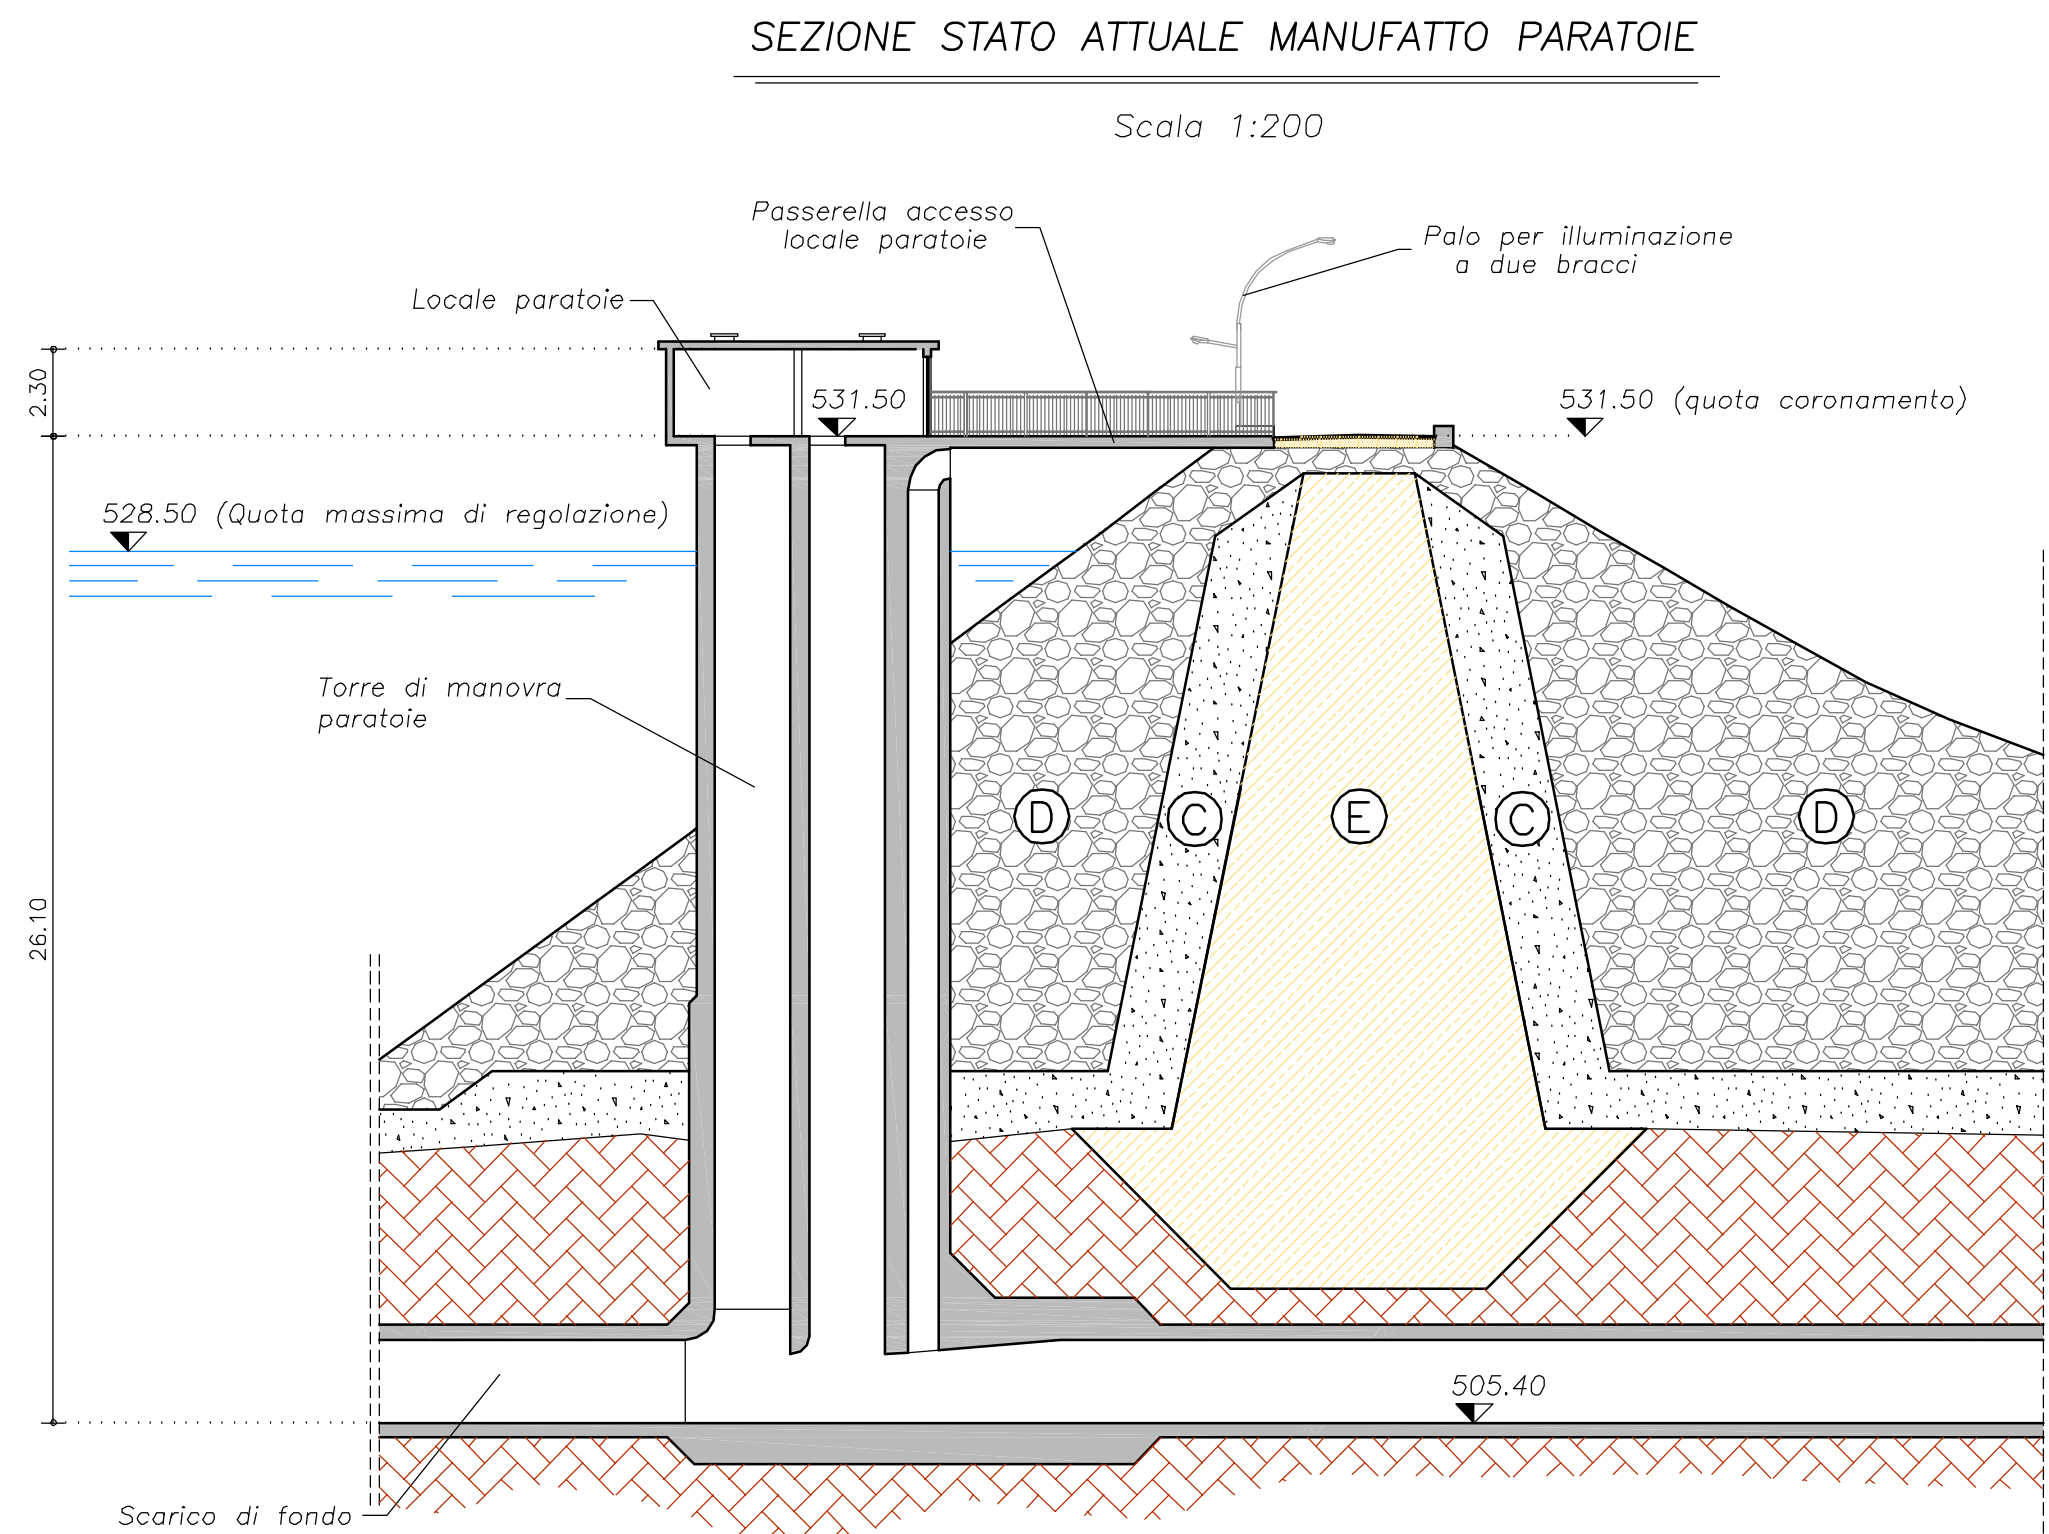 SEZIONE STATO ATTUALE MANUFATTO PARATOIE
Scala 1:200
Passerella accesso
locale paratoie
Palo per illuminazione
a due bracci
Locale paratoie
2.30
531.50
531.50 (quota coronamento)
528.50 (Quota massima di regolazione)
Torre di manovra
paratoie
D
C
E
C
D
26.10
505.40
Scarico di fondo